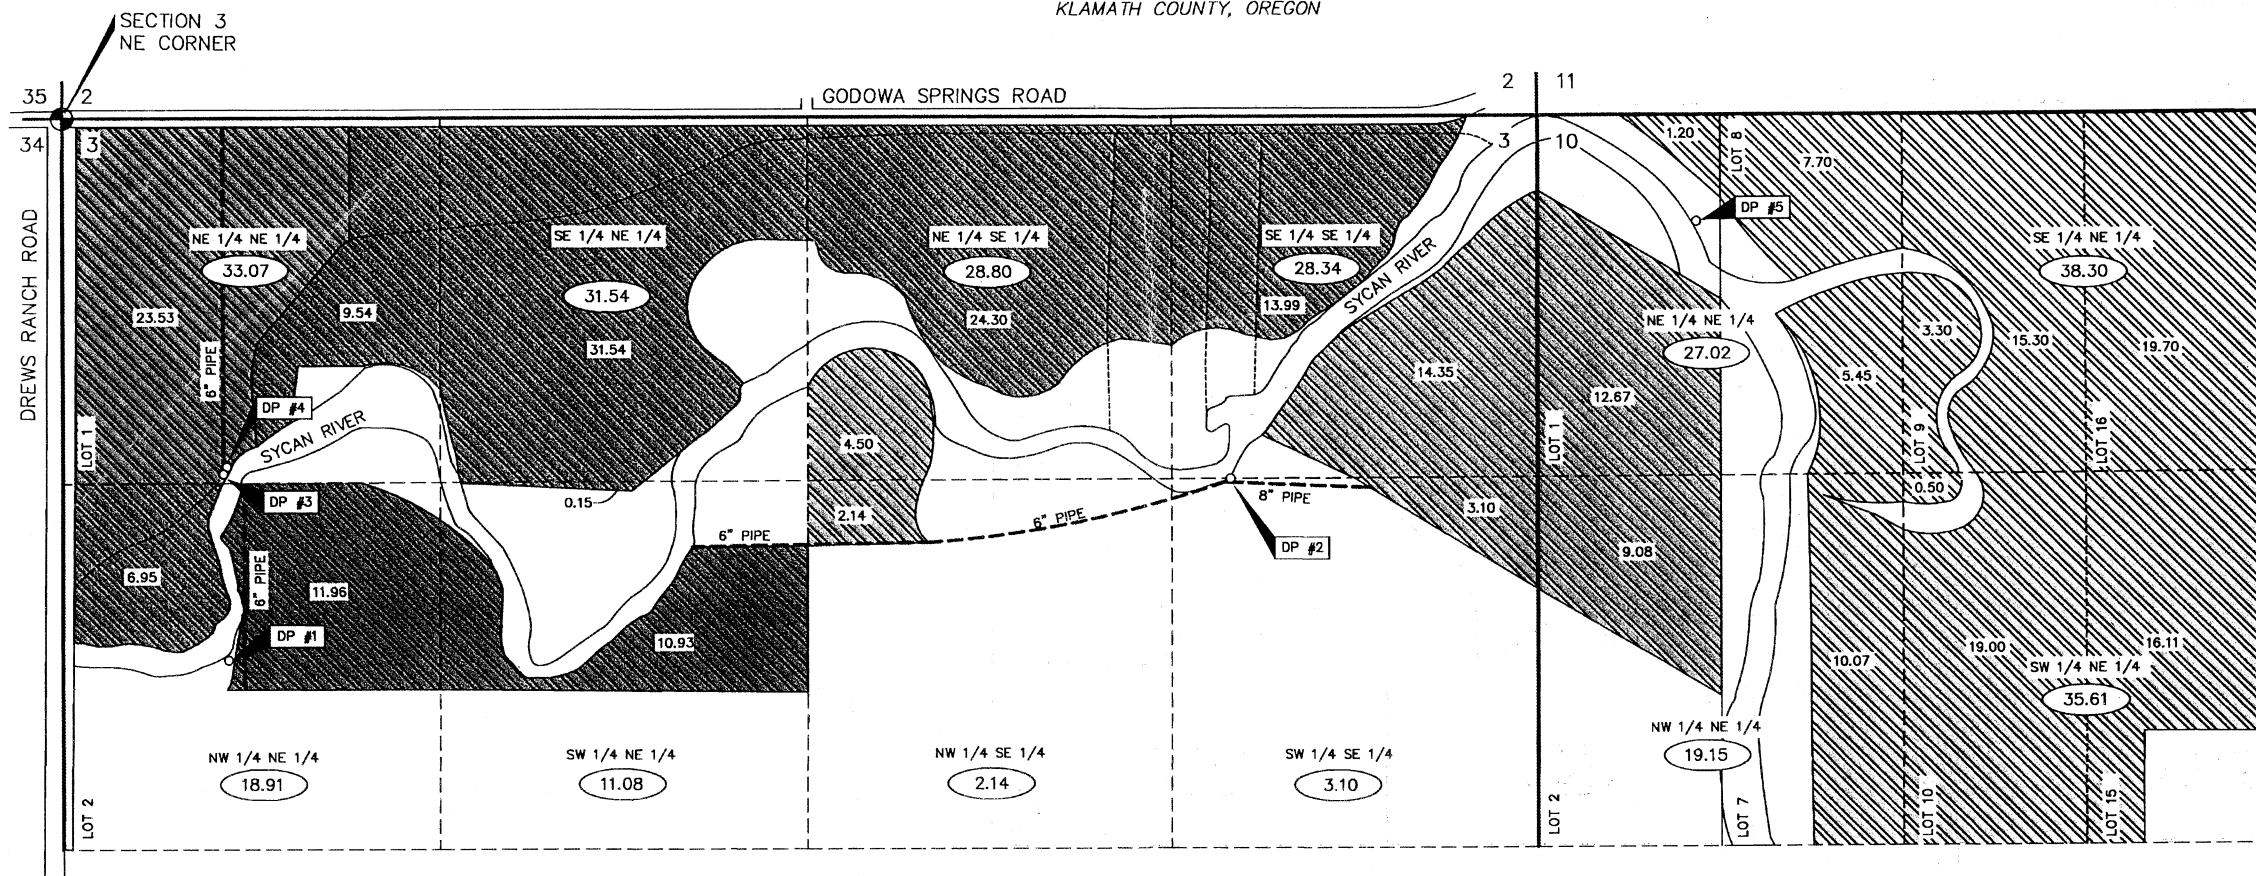 KLAMATH COUNTY, OREGON
SECTION 3
NE CORNER
35
2
GODOWA SPRINGS ROAD
2
11
34
3
3
10
DREWS RANCH ROAD
NE 1/4 NE 1/4
33.07
23.53
9.54
6" PIPE
DP #4
LOT 1
SYCAN RIVER
DP #3
6.95
6" PIPE
11.96
DP #1
NW 1/4 NE 1/4
18.91
LOT 2
SE 1/4 NE 1/4
31.54
31.54
0.15
6" PIPE
10.93
SW 1/4 NE 1/4
11.08
NE 1/4 SE 1/4
28.80
24.30
4.50
2.14
6" PIPE
NW 1/4 SE 1/4
2.14
SE 1/4 SE 1/4
28.34
13.99
SYCAN RIVER
14.35
8" PIPE
DP #2
3.10
SW 1/4 SE 1/4
3.10
1.20
LOT 8
7.70
DP #5
NE 1/4 NE 1/4
27.02
12.67
LOT 1
9.08
NW 1/4 NE 1/4
19.15
LOT 2
LOT 7
SE 1/4 NE 1/4
38.30
3.30
15.30
19.70
5.45
LOT 9
LOT 16
0.50
10.07
19.00
16.11
SW 1/4 NE 1/4
35.61
LOT 10
LOT 15